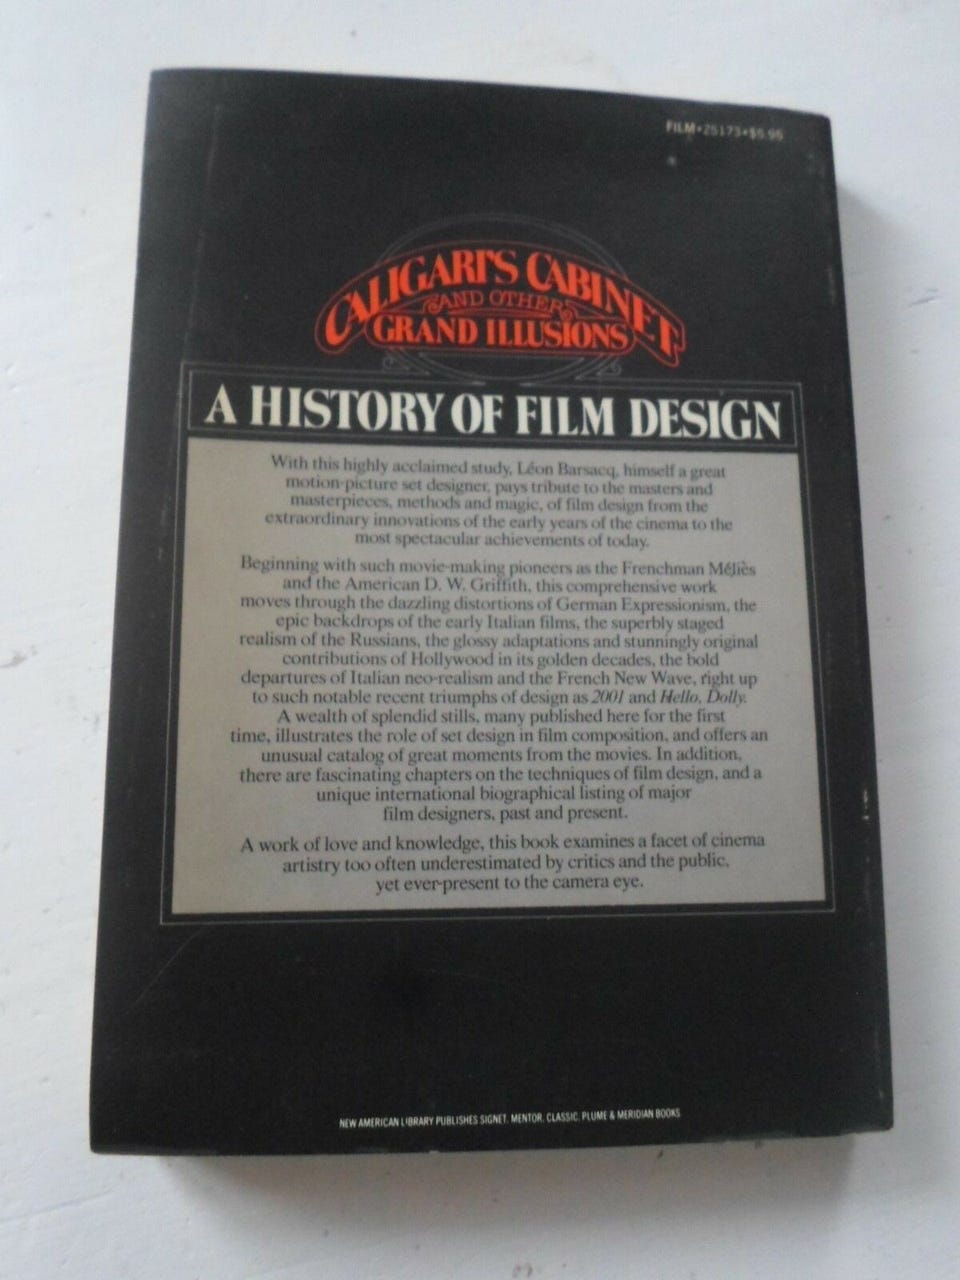 FILM•25173•$5.95
CALIGARI'S CABINET
AND OTHER
GRAND ILLUSIONS
A HISTORY OF FILM DESIGN
With this highly acclaimed study, Léon Barsacq, himself a great
motion-picture set designer, pays tribute to the masters and
masterpieces, methods and magic, of film design from the
extraordinary innovations of the early years of the cinema to the
most spectacular achievements of today.
Beginning with such movie-making pioneers as the Frenchman Méliès
and the American D. W. Griffith, this comprehensive work
moves through the dazzling distortions of German Expressionism, the
epic backdrops of the early Italian films, the superbly staged
realism of the Russians, the glossy adaptations and stunningly original
contributions of Hollywood in its golden decades, the bold
departures of Italian neo-realism and the French New Wave, right up
to such notable recent triumphs of design as 2001 and Hello, Dolly.
A wealth of splendid stills, many published here for the first
time, illustrates the role of set design in film composition, and offers an
unusual catalog of great moments from the movies. In addition,
there are fascinating chapters on the techniques of film design, and a
unique international biographical listing of major
film designers, past and present.
A work of love and knowledge, this book examines a facet of cinema
artistry too often underestimated by critics and the public,
yet ever-present to the camera eye.
NEW AMERICAN LIBRARY PUBLISHES SIGNET, MENTOR, CLASSIC, PLUME & MERIDIAN BOOKS